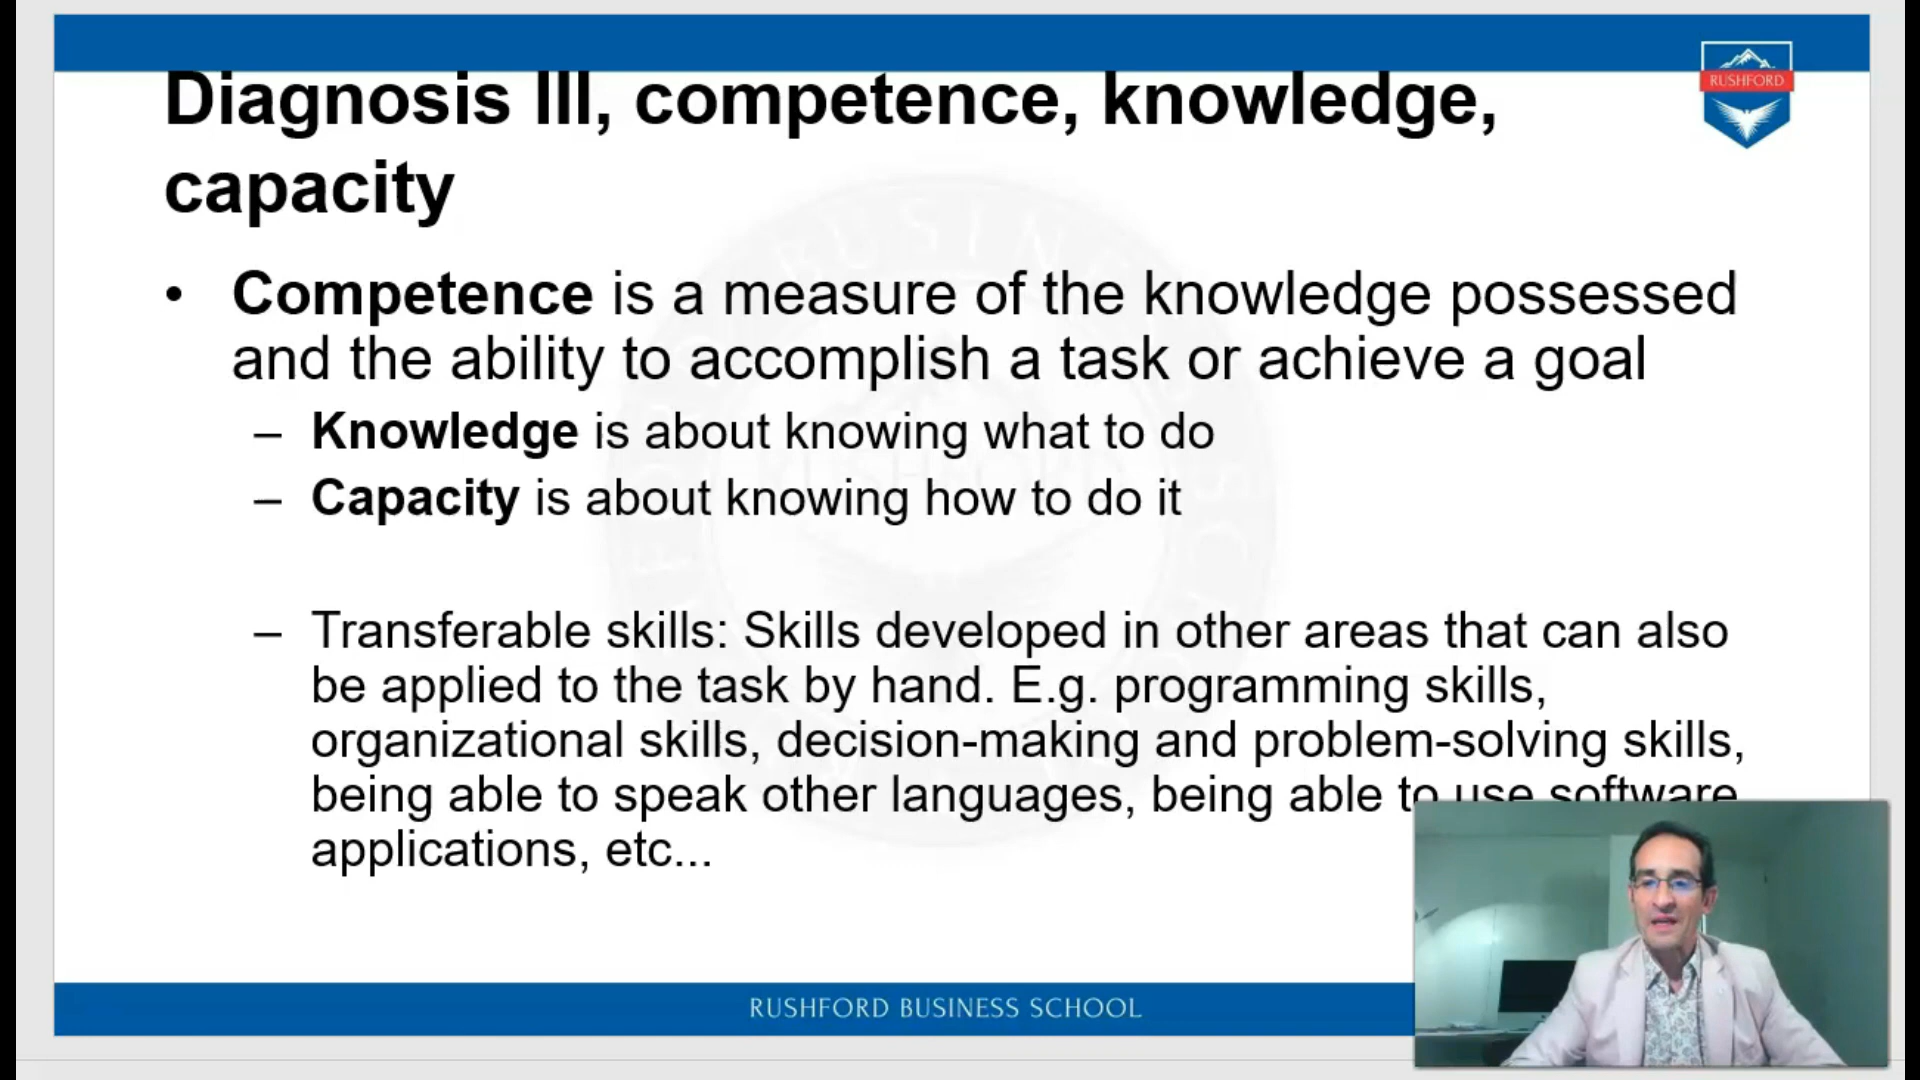 RUSHFORD
Diagnosis III, competence, knowledge,
capacity
• Competence is a measure of the knowledge possessed
and the ability to accomplish a task or achieve a goal
– Knowledge is about knowing what to do
– Capacity is about knowing how to do it
– Transferable skills: Skills developed in other areas that can also
be applied to the task by hand. E.g. programming skills,
organizational skills, decision-making and problem-solving skills,
being able to speak other languages, being able to use software
applications, etc...
RUSHFORD BUSINESS SCHOOL